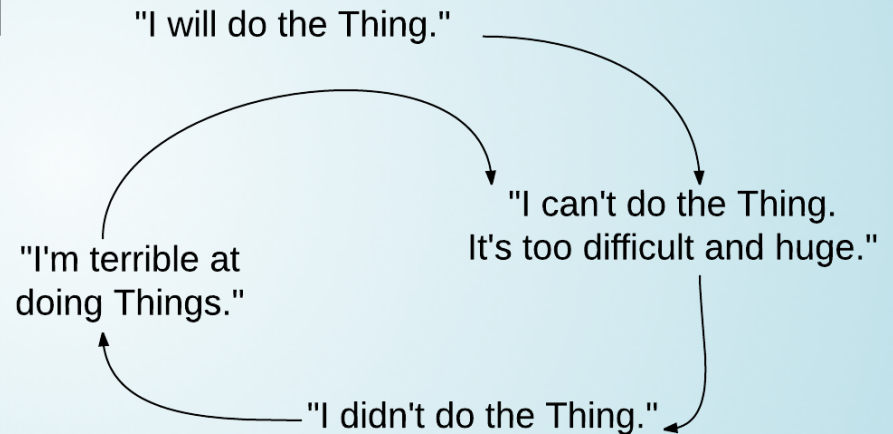 "I will do the Thing."
"I can't do the Thing.
It's too difficult and huge."
"I'm terrible at
doing Things."
"I didn't do the Thing."